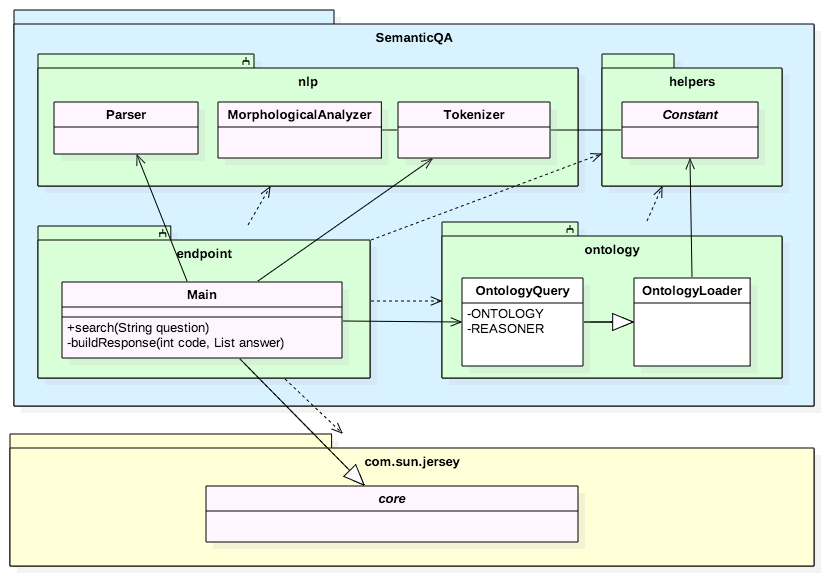 SemanticQA
nlp
helpers
Parser
MorphologicalAnalyzer
Tokenizer
Constant
endpoint
ontology
Main
+search(String question)
-buildResponse(int code, List answer)
OntologyQuery
-ONTOLOGY
-REASONER
OntologyLoader
com.sun.jersey
core